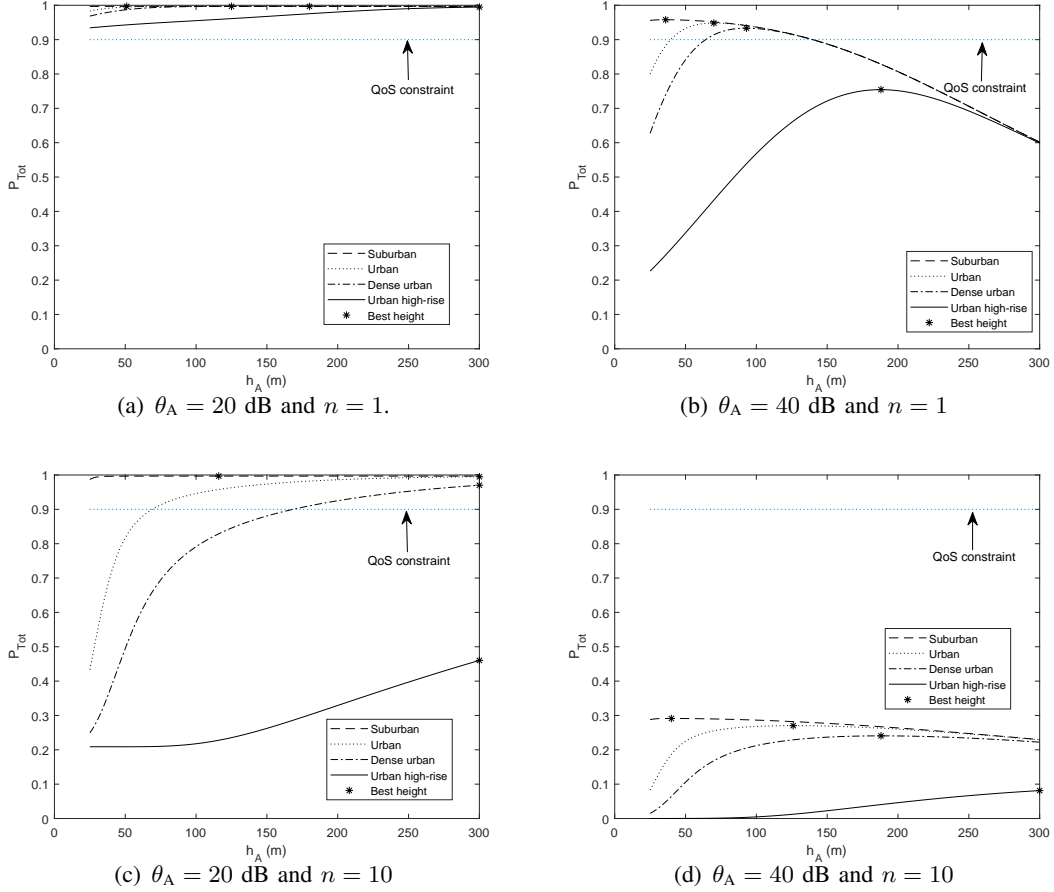 1
0.9
0.8
0.7
0.6
0.5
0.4
0.3
0.2
0.1
0
P_Tot
QoS constraint
Suburban
Urban
Dense urban
Urban high-rise
Best height
0 50 100 150 200 250 300
h_A (m)
(a) θ_A = 20 dB and n = 1.
1
0.9
0.8
0.7
0.6
0.5
0.4
0.3
0.2
0.1
0
P_Tot
QoS constraint
Suburban
Urban
Dense urban
Urban high-rise
Best height
0 50 100 150 200 250 300
h_A (m)
(b) θ_A = 40 dB and n = 1
1
0.9
0.8
0.7
0.6
0.5
0.4
0.3
0.2
0.1
0
P_Tot
QoS constraint
Suburban
Urban
Dense urban
Urban high-rise
Best height
0 50 100 150 200 250 300
h_A (m)
(c) θ_A = 20 dB and n = 10
1
0.9
0.8
0.7
0.6
0.5
0.4
0.3
0.2
0.1
0
P_Tot
QoS constraint
Suburban
Urban
Dense urban
Urban high-rise
Best height
0 50 100 150 200 250 300
h_A (m)
(d) θ_A = 40 dB and n = 10